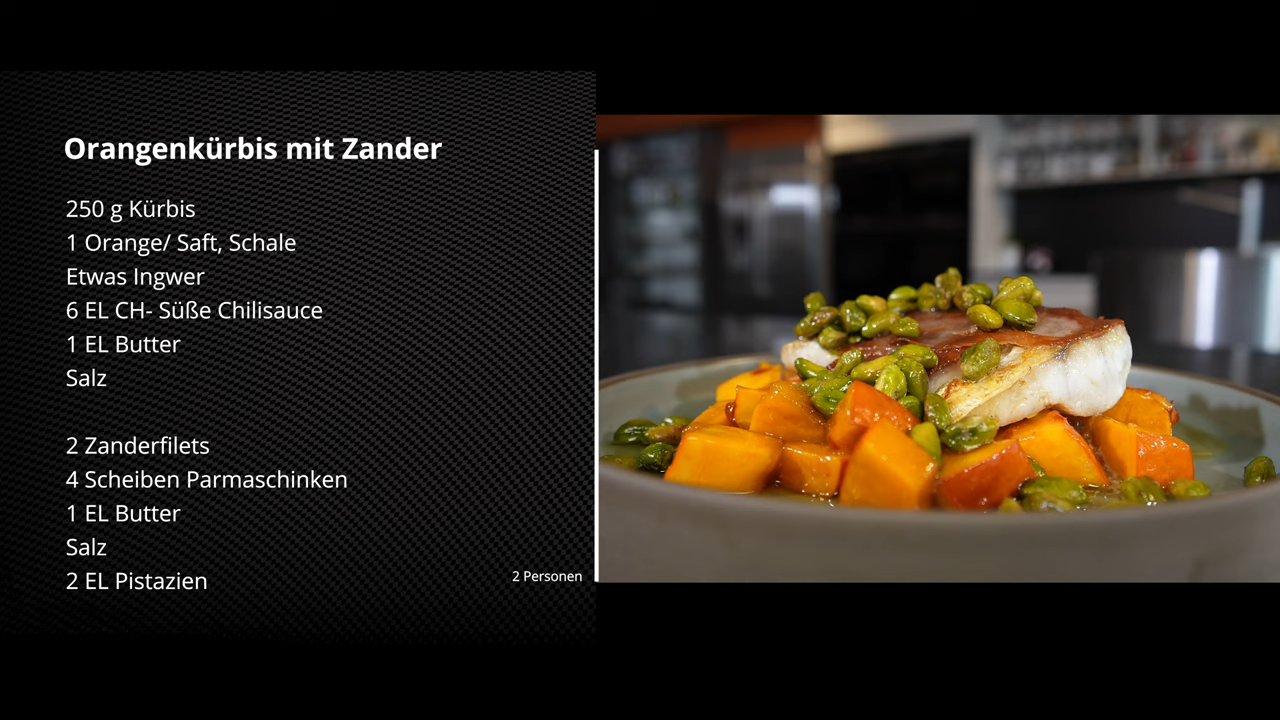 Orangenkürbis mit Zander
250 g Kürbis
1 Orange/ Saft, Schale
Etwas Ingwer
6 EL CH- Süße Chilisauce
1 EL Butter
Salz
2 Zanderfilets
4 Scheiben Parmaschinken
1 EL Butter
Salz
2 EL Pistazien
2 Personen